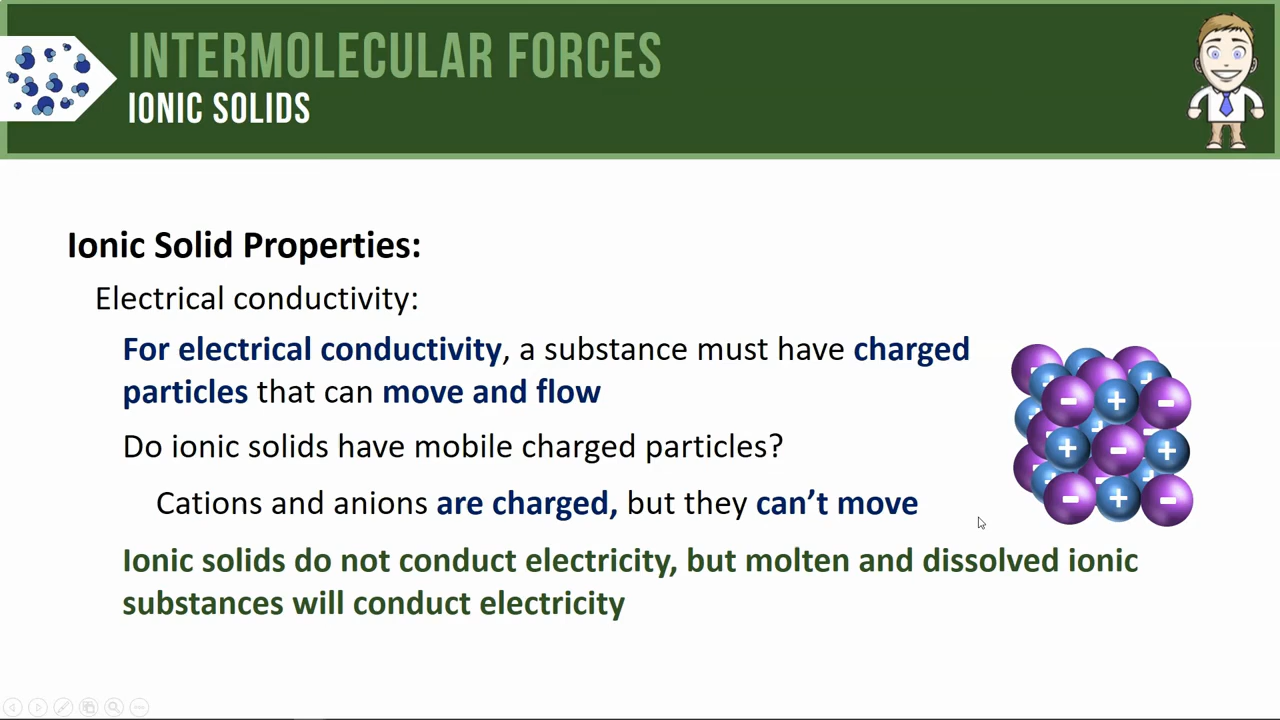 INTERMOLECULAR FORCES
IONIC SOLIDS
Ionic Solid Properties:
Electrical conductivity:
For electrical conductivity, a substance must have charged
particles that can move and flow
Do ionic solids have mobile charged particles?
Cations and anions are charged, but they can’t move
Ionic solids do not conduct electricity, but molten and dissolved ionic
substances will conduct electricity